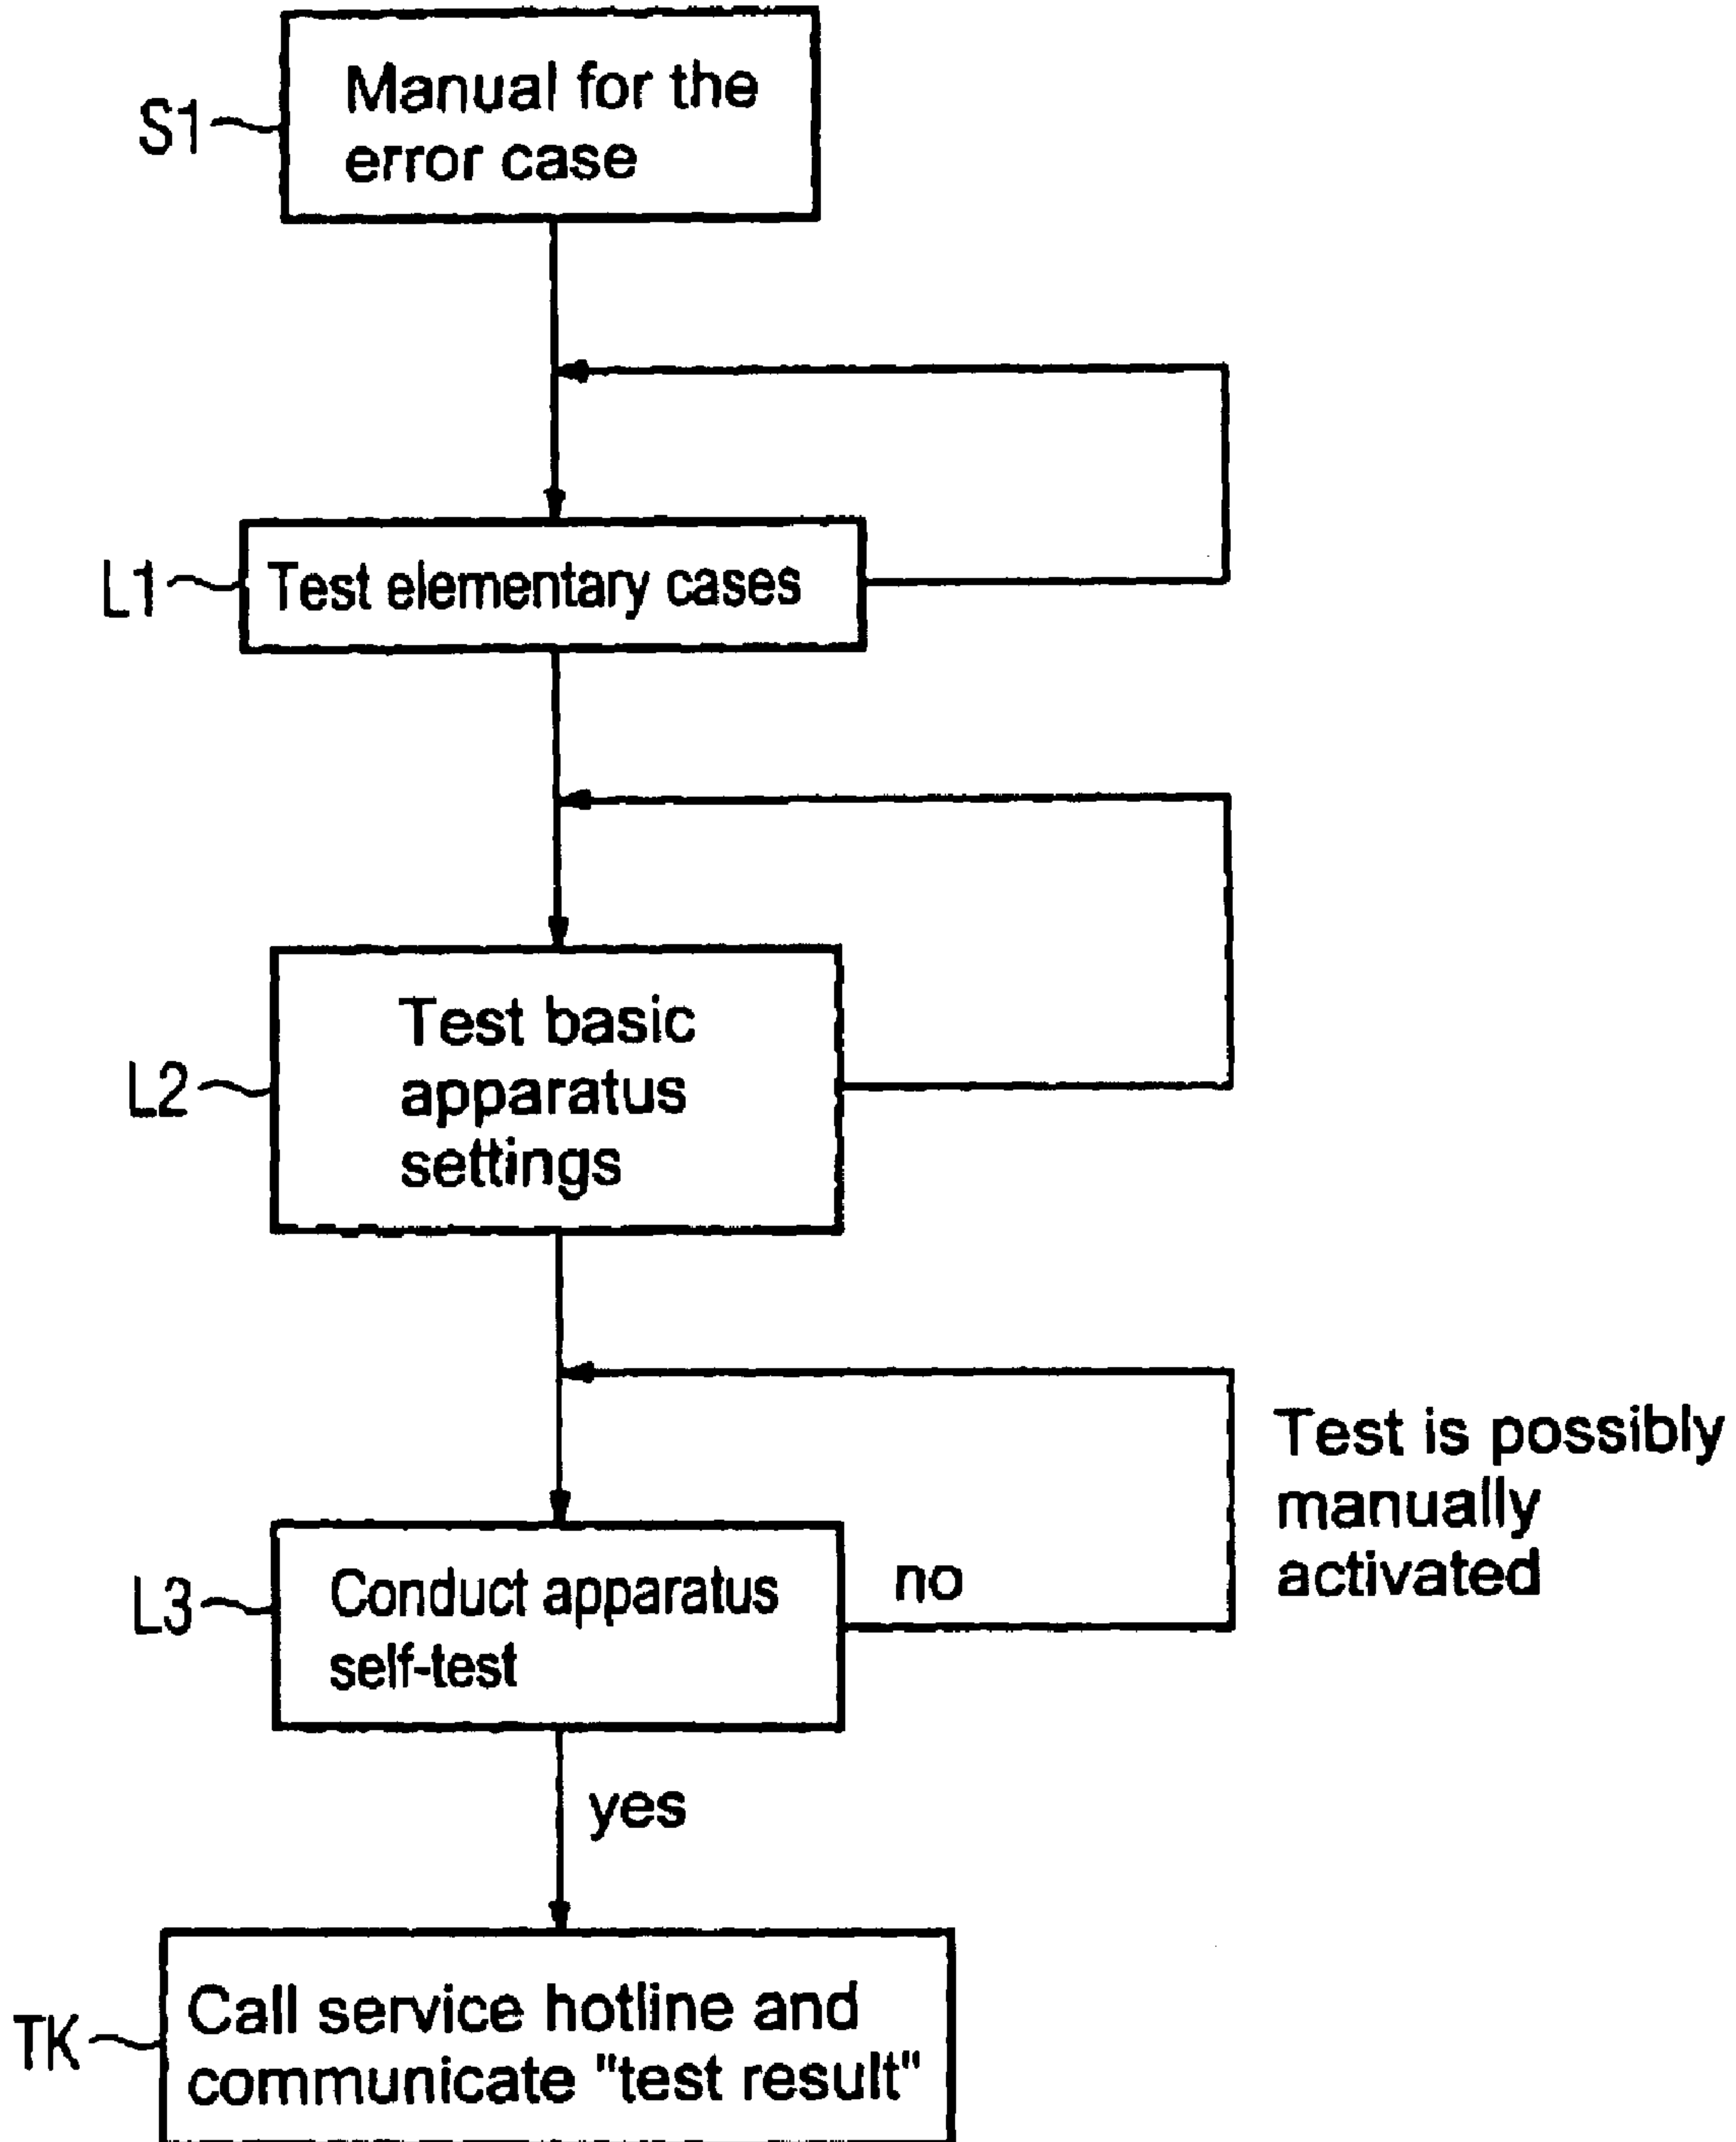 S1
Manual for the
error case
L1
Test elementary cases
L2
Test basic
apparatus
settings
Test is possibly
manually
activated
L3
Conduct apparatus
self-test
no
yes
TK
Call service hotline and
communicate "test result"